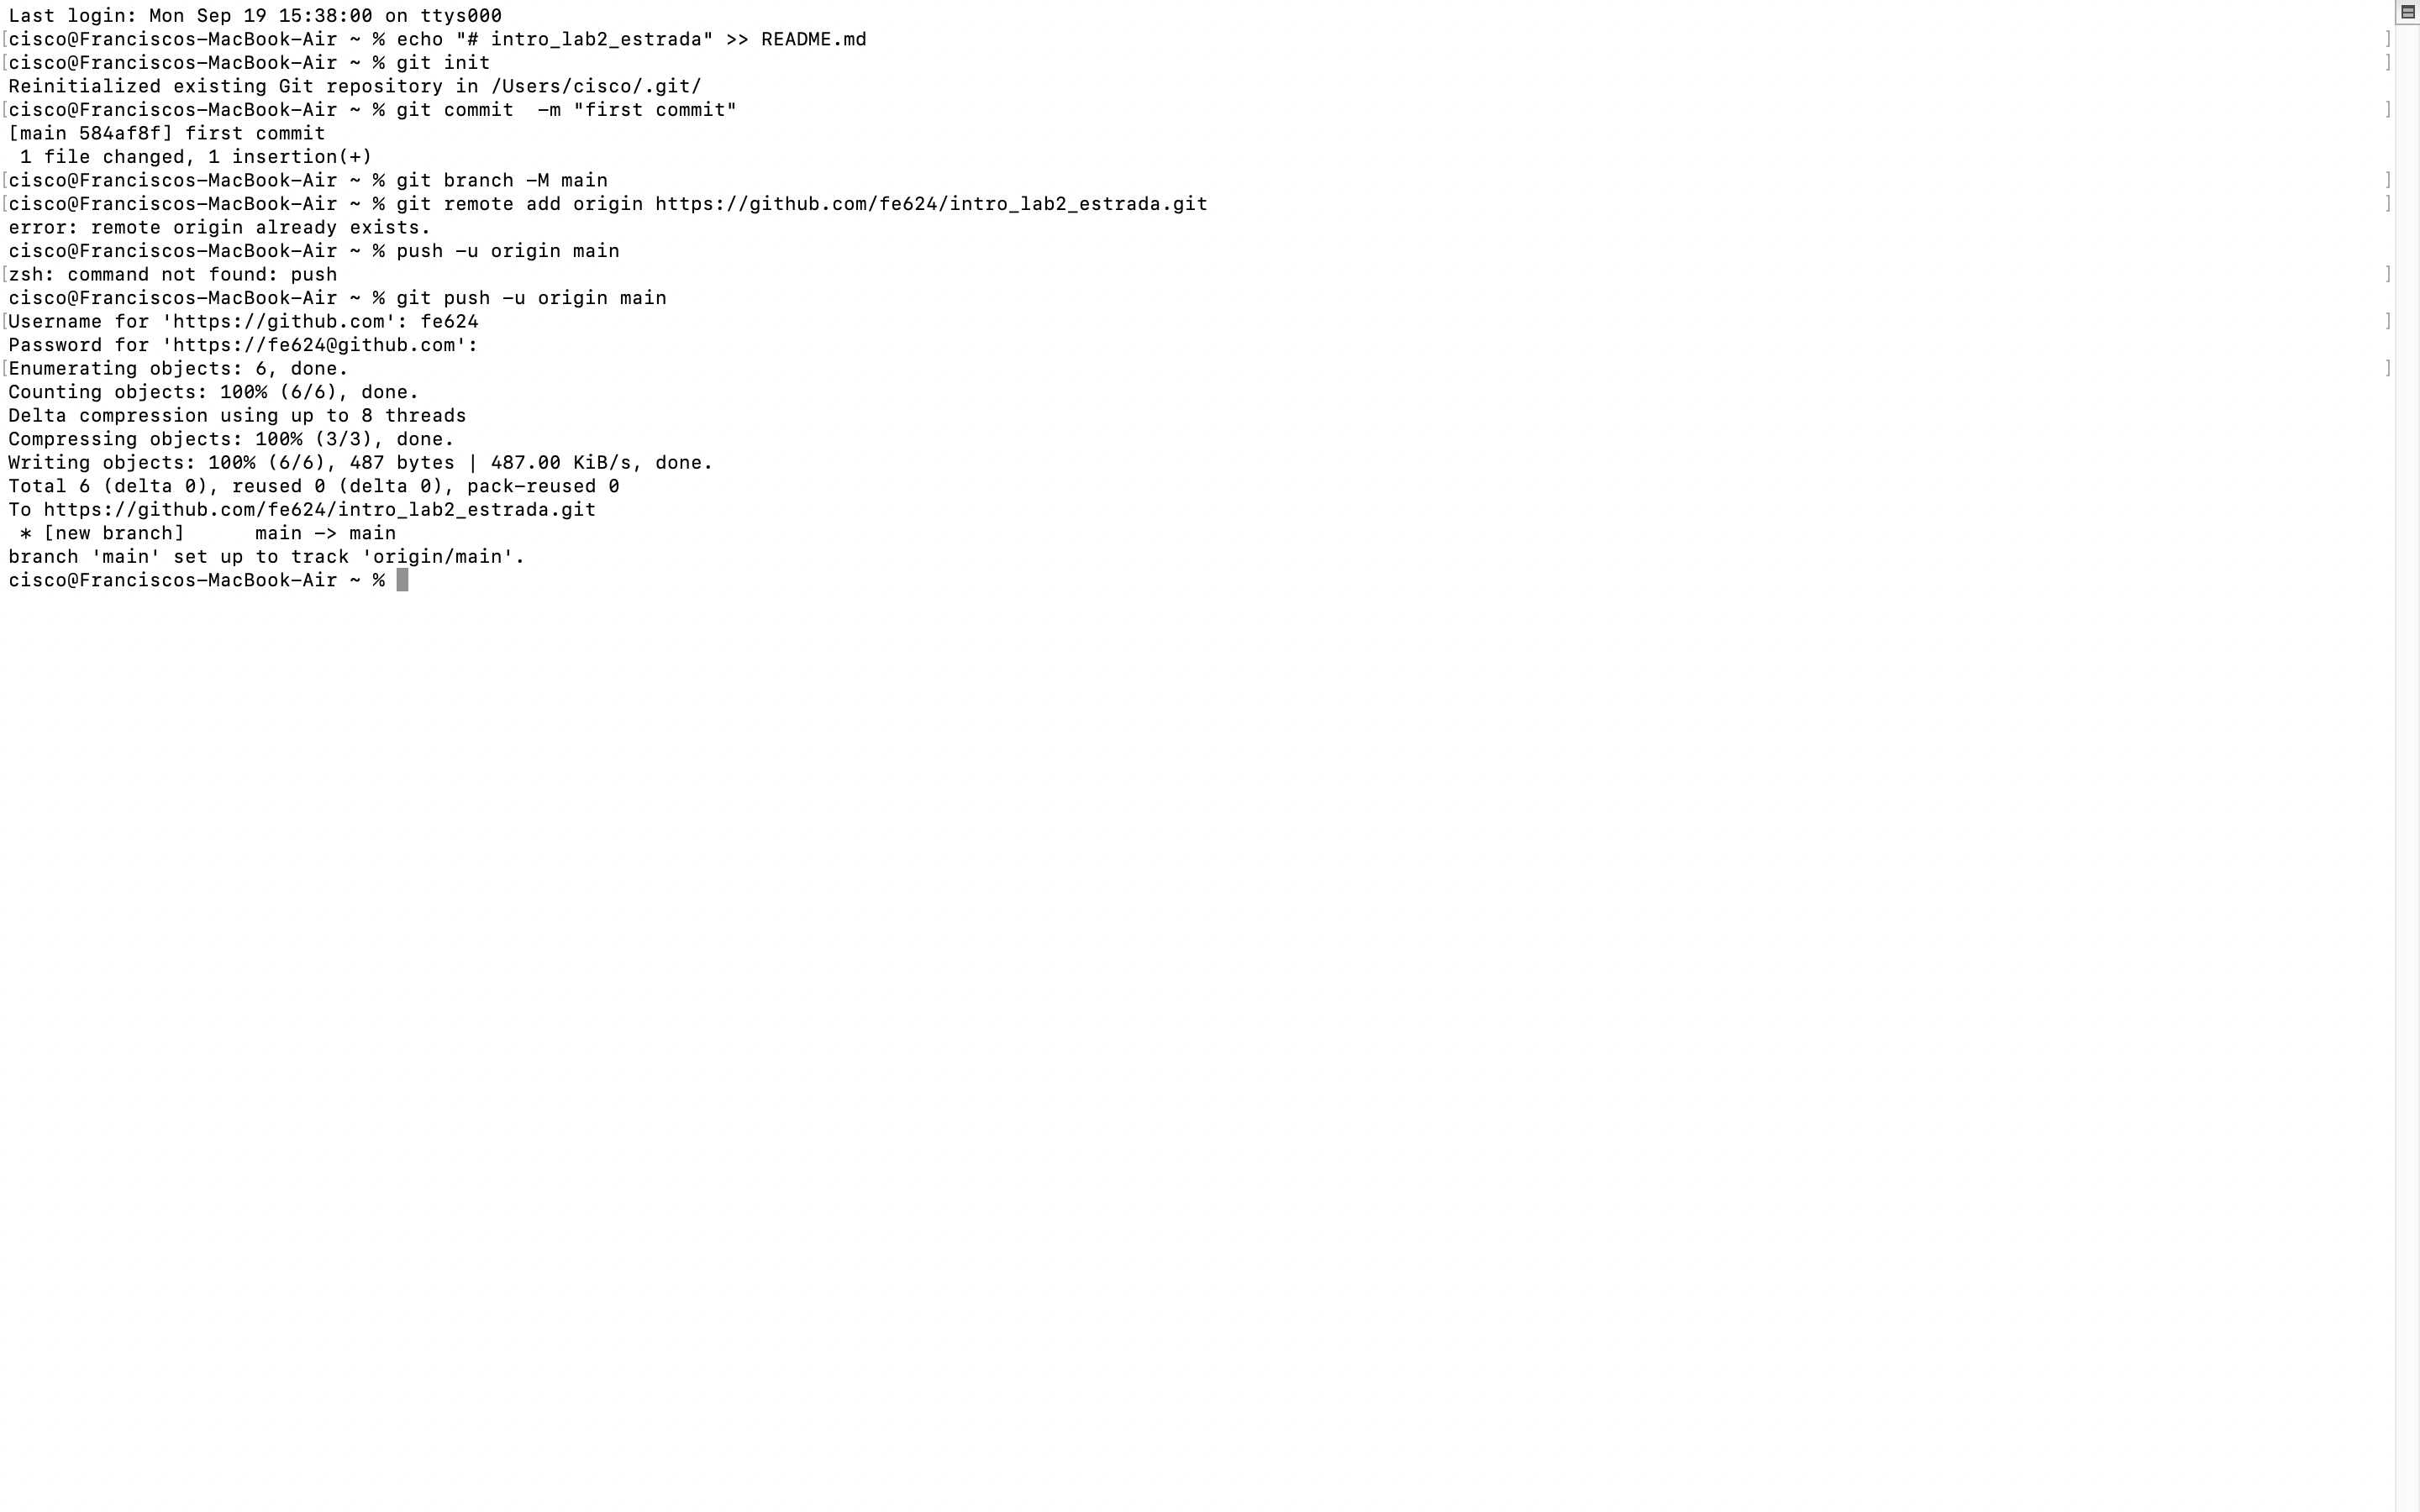 Last login: Mon Sep 19 15:38:00 on ttys000
[cisco@Franciscos-MacBook-Air ~ % echo "# intro_lab2_estrada" >> README.md ]
[cisco@Franciscos-MacBook-Air ~ % git init ]
Reinitialized existing Git repository in /Users/cisco/.git/
[cisco@Franciscos-MacBook-Air ~ % git commit  -m "first commit" ]
[main 584af8f] first commit
 1 file changed, 1 insertion(+)
[cisco@Franciscos-MacBook-Air ~ % git branch -M main ]
[cisco@Franciscos-MacBook-Air ~ % git remote add origin https://github.com/fe624/intro_lab2_estrada.git ]
error: remote origin already exists.
cisco@Franciscos-MacBook-Air ~ % push -u origin main
[zsh: command not found: push ]
cisco@Franciscos-MacBook-Air ~ % git push -u origin main
[Username for 'https://github.com': fe624 ]
Password for 'https://fe624@github.com':
[Enumerating objects: 6, done. ]
Counting objects: 100% (6/6), done.
Delta compression using up to 8 threads
Compressing objects: 100% (3/3), done.
Writing objects: 100% (6/6), 487 bytes | 487.00 KiB/s, done.
Total 6 (delta 0), reused 0 (delta 0), pack-reused 0
To https://github.com/fe624/intro_lab2_estrada.git
 * [new branch]      main -> main
branch 'main' set up to track 'origin/main'.
cisco@Franciscos-MacBook-Air ~ %